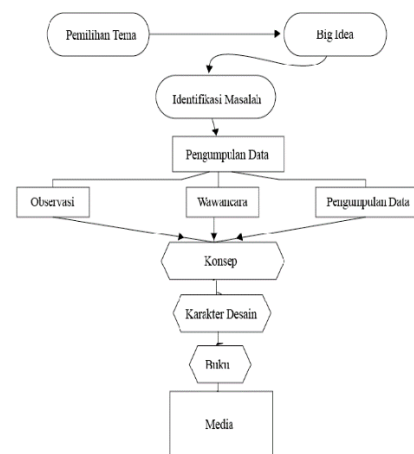 Pemilihan Tema
Big Idea
Identifikasi Masalah
Pengumpulan Data
Observasi
Wawancara
Pengumpulan Data
Konsep
Karakter Desain
Buku
Media